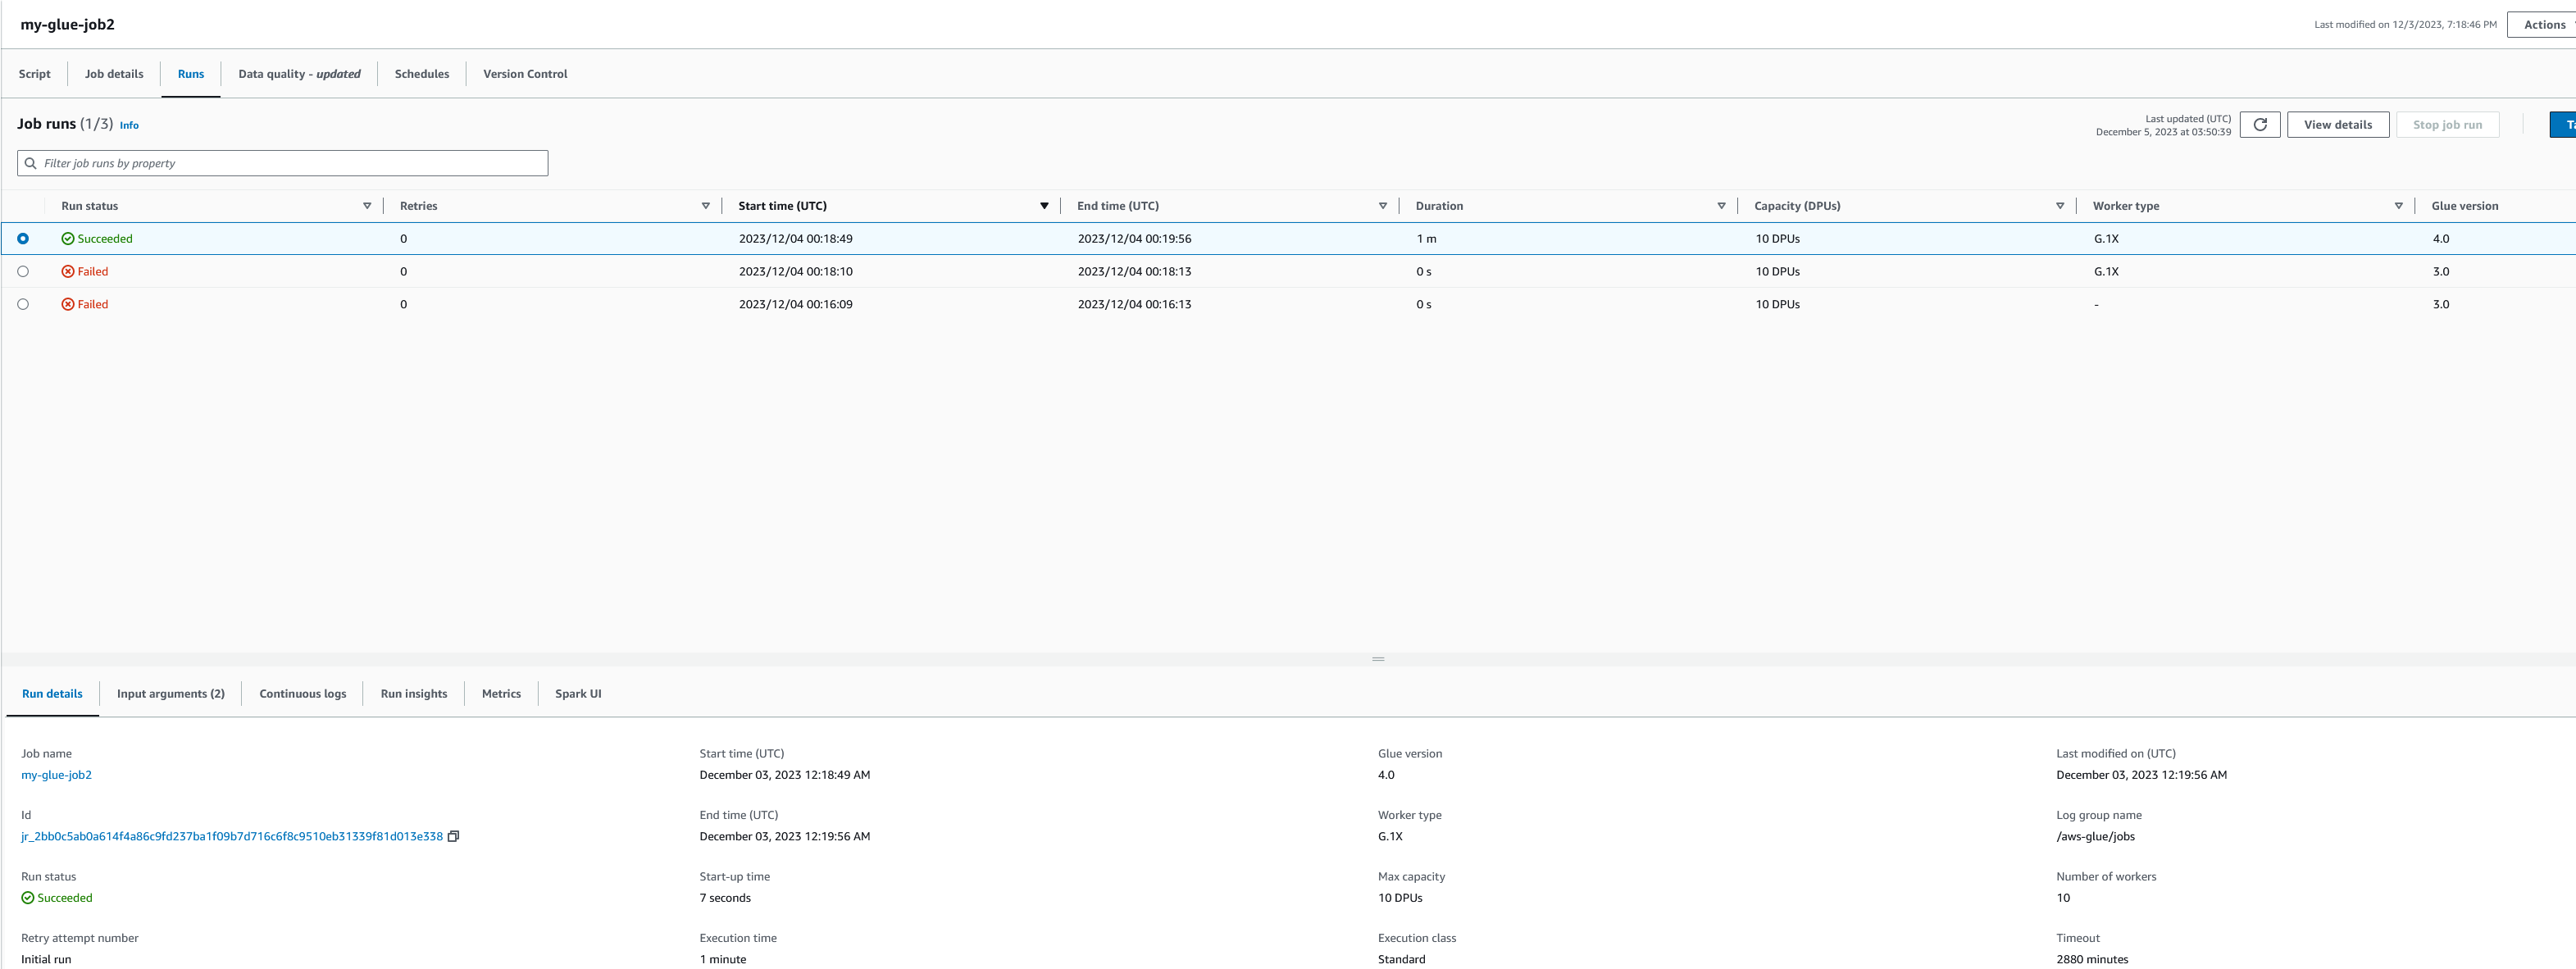 my-glue-job2
Last modified on 12/3/2023, 7:18:46 PM
Actions
Script
Job details
Runs
Data quality - updated
Schedules
Version Control
Job runs (1/3) Info
Last updated (UTC)
December 5, 2023 at 03:50:39
View details
Stop job run
Filter job runs by property
Run status Retries Start time (UTC) End time (UTC) Duration Capacity (DPUs) Worker type Glue version
Succeeded 0 2023/12/04 00:18:49 2023/12/04 00:19:56 1 m 10 DPUs G.1X 4.0
Failed 0 2023/12/04 00:18:10 2023/12/04 00:18:13 0 s 10 DPUs G.1X 3.0
Failed 0 2023/12/04 00:16:09 2023/12/04 00:16:13 0 s 10 DPUs - 3.0
Run details
Input arguments (2)
Continuous logs
Run insights
Metrics
Spark UI
Job name
my-glue-job2
Id
jr_2bb0c5ab0a614f4a86c9fd237ba1f09b7d716c6f8c9510eb31339f81d013e338
Run status
Succeeded
Retry attempt number
Initial run
Start time (UTC)
December 03, 2023 12:18:49 AM
End time (UTC)
December 03, 2023 12:19:56 AM
Start-up time
7 seconds
Execution time
1 minute
Glue version
4.0
Worker type
G.1X
Max capacity
10 DPUs
Execution class
Standard
Last modified on (UTC)
December 03, 2023 12:19:56 AM
Log group name
/aws-glue/jobs
Number of workers
10
Timeout
2880 minutes